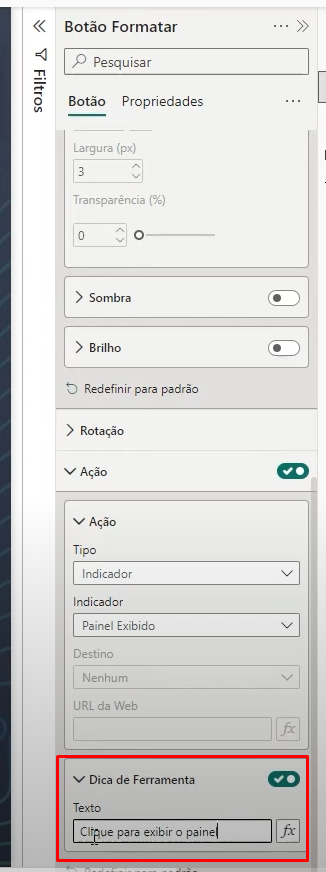 Botão Formatar
Filtros
Pesquisar
Botão Propriedades
Largura (px)
3
Transparência (%)
0
Sombra
Brilho
Redefinir para padrão
Rotação
Ação
Ação
Tipo
Indicador
Indicador
Painel Exibido
Destino
Nenhum
URL da Web
fx
Dica de Ferramenta
Texto
Clique para exibir o painel
fx
Redefinir para padrão